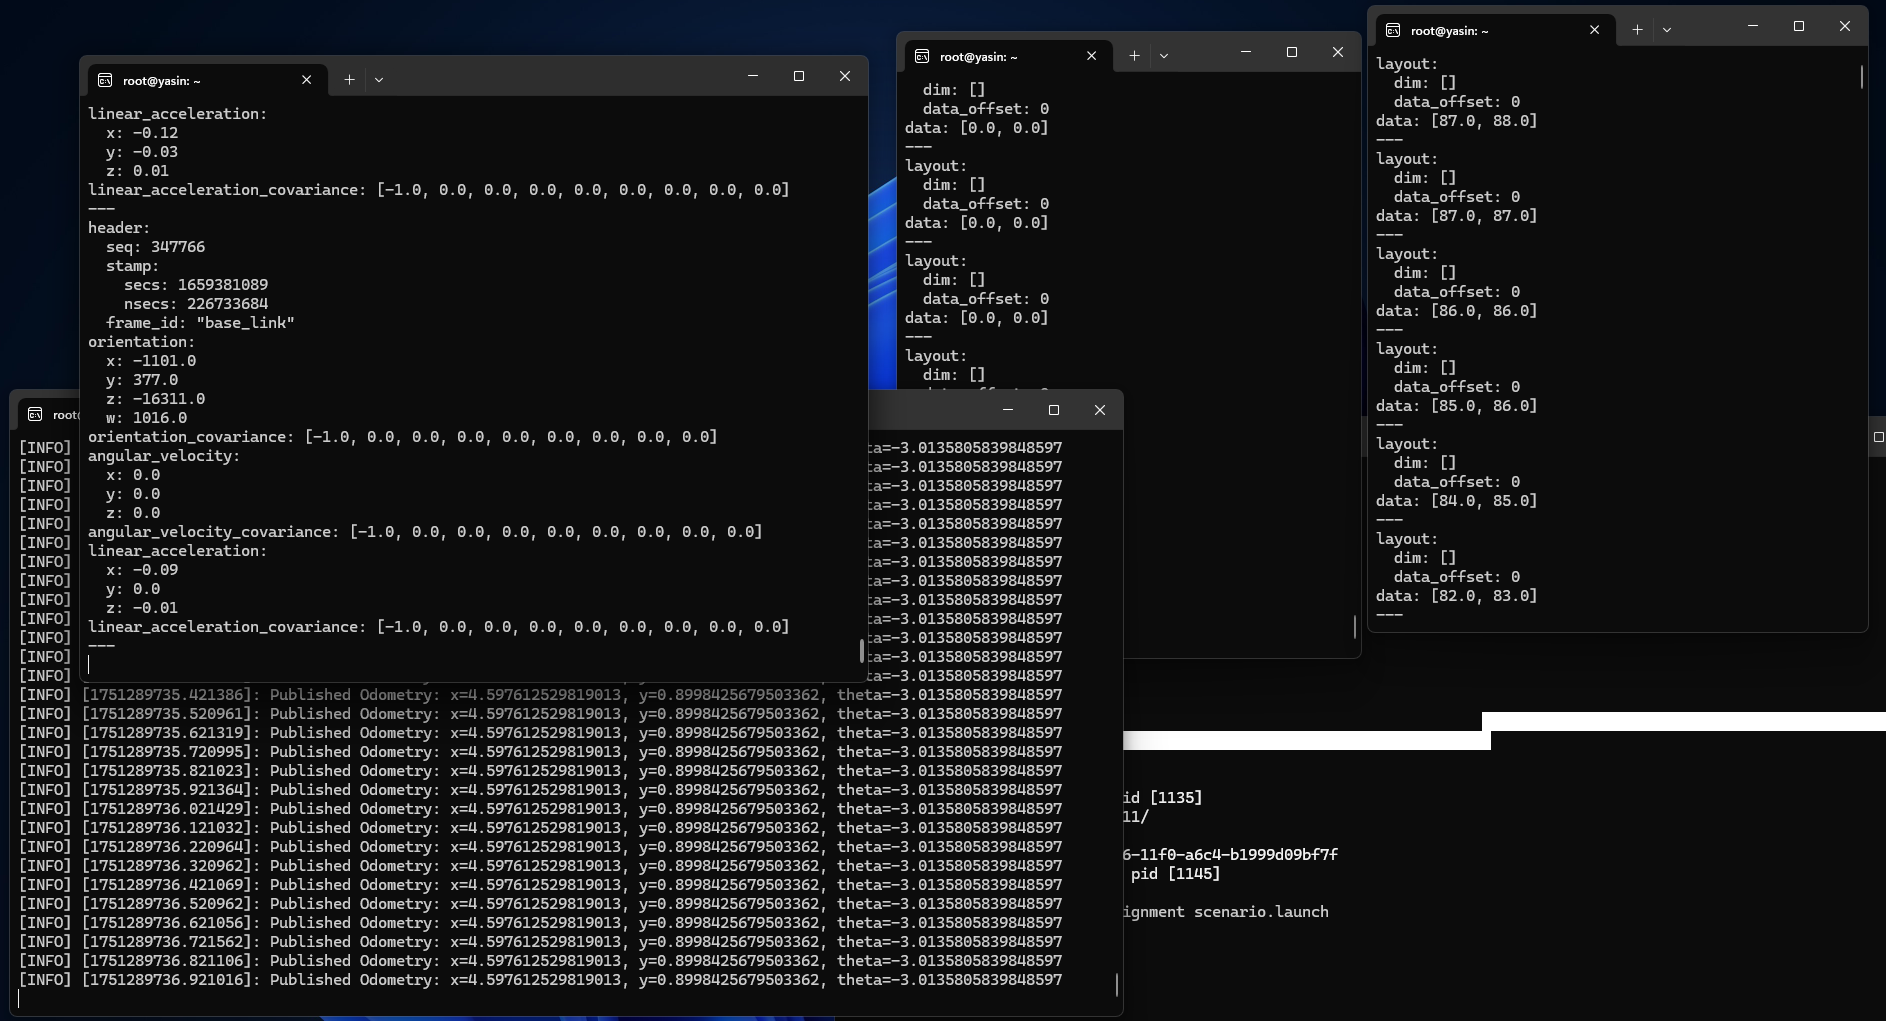 root@yasin: ~
linear_acceleration:
  x: -0.12
  y: -0.03
  z: 0.01
linear_acceleration_covariance: [-1.0, 0.0, 0.0, 0.0, 0.0, 0.0, 0.0, 0.0, 0.0]
---
header:
  seq: 347766
  stamp:
    secs: 1659381089
    nsecs: 226733684
  frame_id: "base_link"
orientation:
  x: -1101.0
  y: 377.0
  z: -16311.0
  w: 1016.0
orientation_covariance: [-1.0, 0.0, 0.0, 0.0, 0.0, 0.0, 0.0, 0.0, 0.0]
angular_velocity:
  x: 0.0
  y: 0.0
  z: 0.0
angular_velocity_covariance: [-1.0, 0.0, 0.0, 0.0, 0.0, 0.0, 0.0, 0.0, 0.0]
linear_acceleration:
  x: -0.09
  y: 0.0
  z: -0.01
linear_acceleration_covariance: [-1.0, 0.0, 0.0, 0.0, 0.0, 0.0, 0.0, 0.0, 0.0]
---
root@yasin: ~
  dim: []
  data_offset: 0
data: [0.0, 0.0]
---
layout:
  dim: []
  data_offset: 0
data: [0.0, 0.0]
---
layout:
  dim: []
  data_offset: 0
data: [0.0, 0.0]
---
layout:
  dim: []
root@yasin: ~
layout:
  dim: []
  data_offset: 0
data: [87.0, 88.0]
---
layout:
  dim: []
  data_offset: 0
data: [87.0, 87.0]
---
layout:
  dim: []
  data_offset: 0
data: [86.0, 86.0]
---
layout:
  dim: []
  data_offset: 0
data: [85.0, 86.0]
---
layout:
  dim: []
  data_offset: 0
data: [84.0, 85.0]
---
layout:
  dim: []
  data_offset: 0
data: [82.0, 83.0]
---
root@
[INFO] ta=-3.0135805839848597
[INFO] ta=-3.0135805839848597
[INFO] ta=-3.0135805839848597
[INFO] ta=-3.0135805839848597
[INFO] ta=-3.0135805839848597
[INFO] ta=-3.0135805839848597
[INFO] ta=-3.0135805839848597
[INFO] ta=-3.0135805839848597
[INFO] ta=-3.0135805839848597
[INFO] ta=-3.0135805839848597
[INFO] ta=-3.0135805839848597
[INFO] ta=-3.0135805839848597
[INFO] ta=-3.0135805839848597
[INFO] [1751289735.421386]: Published Odometry: x=4.597612529819013, y=0.8998425679503362, theta=-3.0135805839848597
[INFO] [1751289735.520961]: Published Odometry: x=4.597612529819013, y=0.8998425679503362, theta=-3.0135805839848597
[INFO] [1751289735.621319]: Published Odometry: x=4.597612529819013, y=0.8998425679503362, theta=-3.0135805839848597
[INFO] [1751289735.720995]: Published Odometry: x=4.597612529819013, y=0.8998425679503362, theta=-3.0135805839848597
[INFO] [1751289735.821023]: Published Odometry: x=4.597612529819013, y=0.8998425679503362, theta=-3.0135805839848597
[INFO] [1751289735.921364]: Published Odometry: x=4.597612529819013, y=0.8998425679503362, theta=-3.0135805839848597
[INFO] [1751289736.021429]: Published Odometry: x=4.597612529819013, y=0.8998425679503362, theta=-3.0135805839848597
[INFO] [1751289736.121032]: Published Odometry: x=4.597612529819013, y=0.8998425679503362, theta=-3.0135805839848597
[INFO] [1751289736.220964]: Published Odometry: x=4.597612529819013, y=0.8998425679503362, theta=-3.0135805839848597
[INFO] [1751289736.320962]: Published Odometry: x=4.597612529819013, y=0.8998425679503362, theta=-3.0135805839848597
[INFO] [1751289736.421069]: Published Odometry: x=4.597612529819013, y=0.8998425679503362, theta=-3.0135805839848597
[INFO] [1751289736.520962]: Published Odometry: x=4.597612529819013, y=0.8998425679503362, theta=-3.0135805839848597
[INFO] [1751289736.621056]: Published Odometry: x=4.597612529819013, y=0.8998425679503362, theta=-3.0135805839848597
[INFO] [1751289736.721562]: Published Odometry: x=4.597612529819013, y=0.8998425679503362, theta=-3.0135805839848597
[INFO] [1751289736.821106]: Published Odometry: x=4.597612529819013, y=0.8998425679503362, theta=-3.0135805839848597
[INFO] [1751289736.921016]: Published Odometry: x=4.597612529819013, y=0.8998425679503362, theta=-3.0135805839848597
id [1135]
11/
6-11f0-a6c4-b1999d09bf7f
pid [1145]
ignment scenario.launch